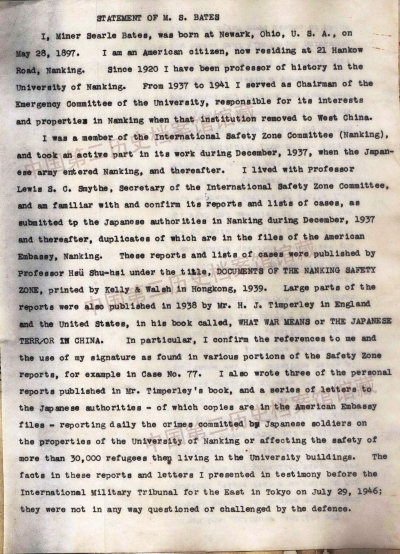 STATEMENT OF M. S. BATES
I, Miner Searle Bates, was born at Newark, Ohio, U. S. A., on
May 28, 1897. I am an American citizen, now residing at 21 Hankow
Road, Nanking. Since 1920 I have been professor of history in the
University of Nanking. From 1937 to 1941 I served as Chairman of the
Emergency Committee of the University, responsible for its interests
and properties in Nanking when that institution removed to West China.
I was a member of the International Safety Zone Committee (Nanking),
and took an active part in its work during December, 1937, when the Japan-
ese army entered Nanking, and thereafter. I lived with Professor
Lewis S. C. Smythe, Secretary of the International Safety Zone Committee,
and am familiar with and confirm its reports and lists of cases, as
submitted tp the Japanese authorities in Nanking during December, 1937
and thereafter, duplicates of which are in the files of the American
Embassy, Nanking. These reports and lists of cases were published by
Professor Hsü Shu-hsi under the title, DOCUMENTS OF THE NANKING SAFETY
ZONE, printed by Kelly & Walsh in Hongkong, 1939. Large parts of the
reports were also published in 1938 by Mr. H. J. Timperley in England
and the United States, in his book called, WHAT WAR MEANS or THE JAPANESE
TERR/OR IN CHINA. In particular, I confirm the references to me and
the use of my signature as found in various portions of the Safety Zone
reports, for example in Case No. 77. I also wrote three of the personal
reports published in Mr. Timperley's book, and a series of letters to
the Japanese authorities - of which copies are in the American Embassy
files - reporting daily the crimes committed by Japanese soldiers on
the properties of the University of Nanking or affecting the safety of
more than 30,000 refugees then living in the University buildings. The
facts in these reports and letters I presented in testimony before the
International Military Tribunal for the East in Tokyo on July 29, 1946;
they were not in any way questioned or challenged by the defence.